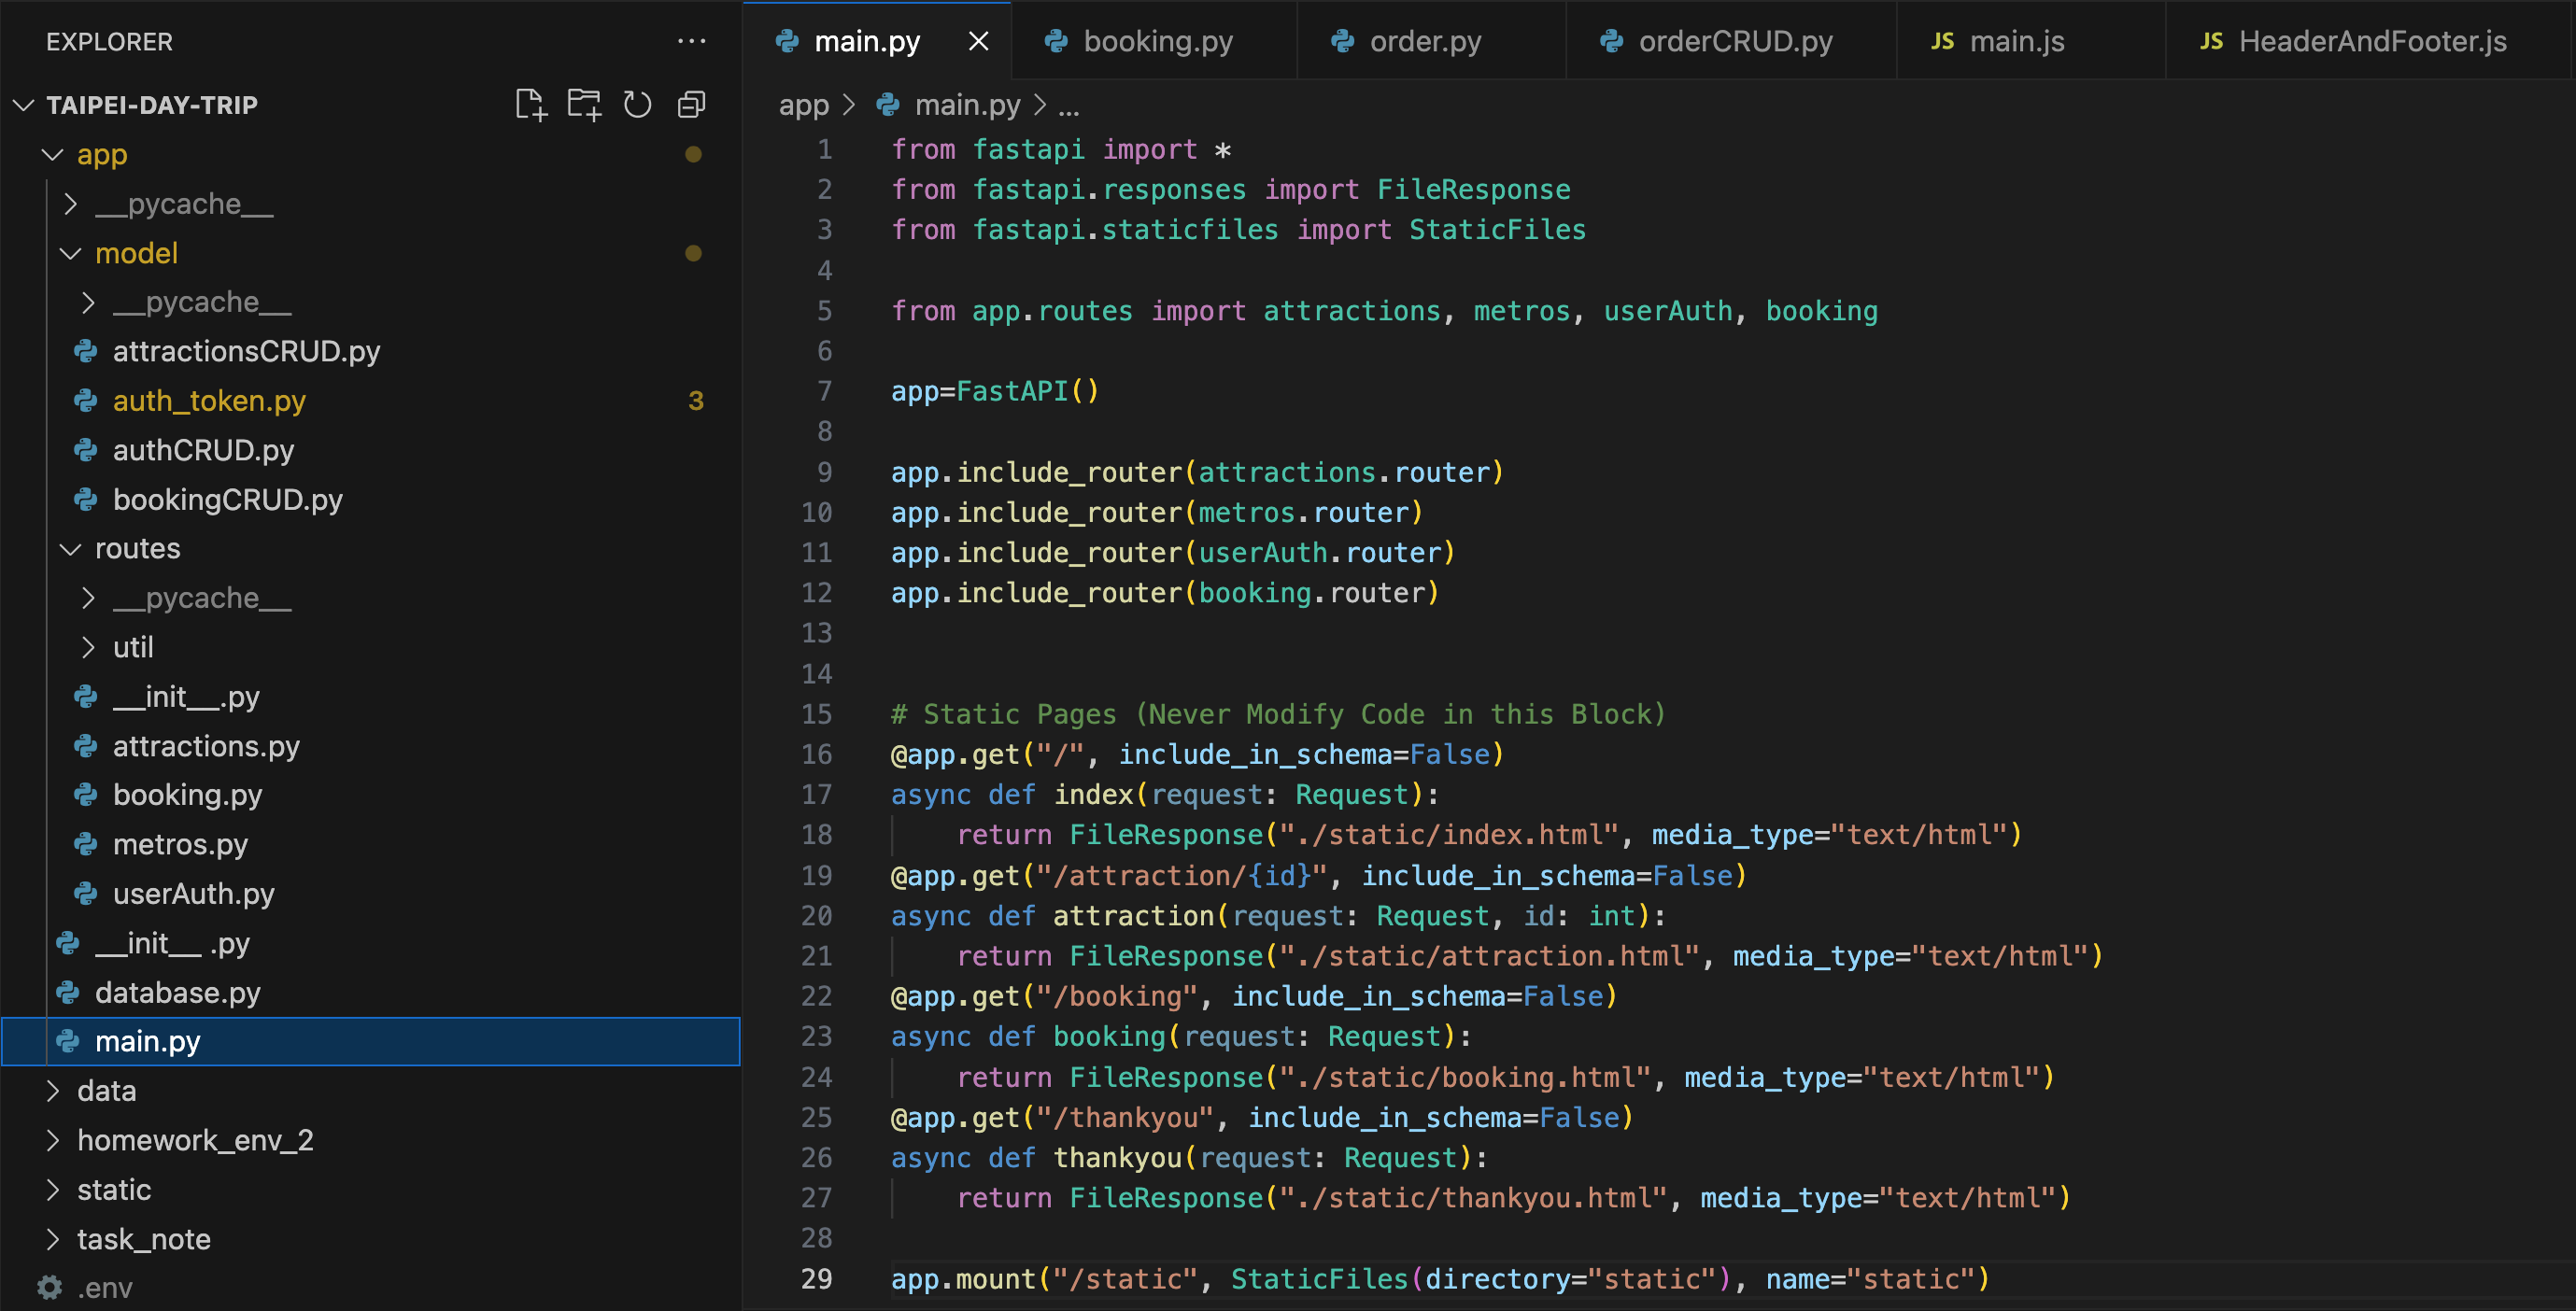 EXPLORER
TAIPEI-DAY-TRIP
app
__pycache__
model
__pycache__
attractionsCRUD.py
auth_token.py 3
authCRUD.py
bookingCRUD.py
routes
__pycache__
util
__init__.py
attractions.py
booking.py
metros.py
userAuth.py
__init__ .py
database.py
main.py
data
homework_env_2
static
task_note
.env
main.py booking.py order.py orderCRUD.py JS main.js JS HeaderAndFooter.js
app > main.py > ...
1 from fastapi import *
2 from fastapi.responses import FileResponse
3 from fastapi.staticfiles import StaticFiles
4
5 from app.routes import attractions, metros, userAuth, booking
6
7 app=FastAPI()
8
9 app.include_router(attractions.router)
10 app.include_router(metros.router)
11 app.include_router(userAuth.router)
12 app.include_router(booking.router)
13
14
15 # Static Pages (Never Modify Code in this Block)
16 @app.get("/", include_in_schema=False)
17 async def index(request: Request):
18     return FileResponse("./static/index.html", media_type="text/html")
19 @app.get("/attraction/{id}", include_in_schema=False)
20 async def attraction(request: Request, id: int):
21     return FileResponse("./static/attraction.html", media_type="text/html")
22 @app.get("/booking", include_in_schema=False)
23 async def booking(request: Request):
24     return FileResponse("./static/booking.html", media_type="text/html")
25 @app.get("/thankyou", include_in_schema=False)
26 async def thankyou(request: Request):
27     return FileResponse("./static/thankyou.html", media_type="text/html")
28
29 app.mount("/static", StaticFiles(directory="static"), name="static")